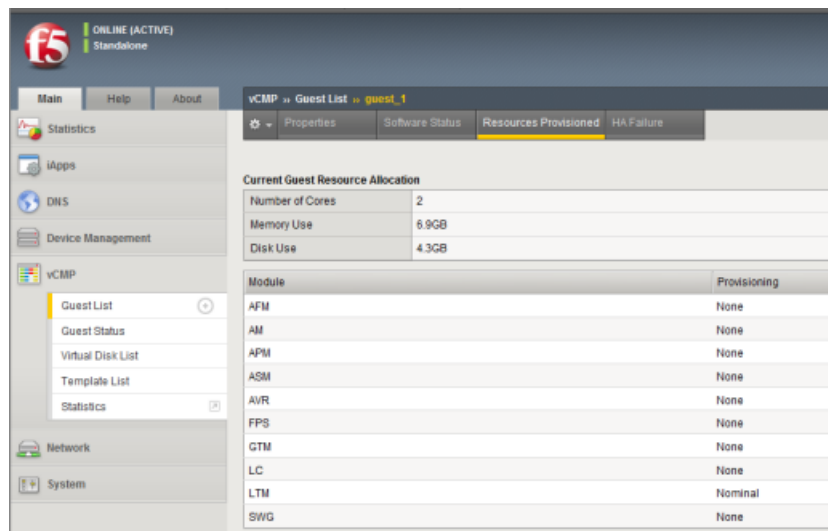 f5
ONLINE (ACTIVE)
Standalone
Main Help About
Statistics
iApps
DNS
Device Management
vCMP
Guest List
Guest Status
Virtual Disk List
Template List
Statistics
Network
System
vCMP ›› Guest List ›› guest_1
Properties Software Status Resources Provisioned HA Failure
Current Guest Resource Allocation
Number of Cores 2
Memory Use 6.9GB
Disk Use 4.3GB
Module Provisioning
AFM None
AM None
APM None
ASM None
AVR None
FPS None
GTM None
LC None
LTM Nominal
SWG None